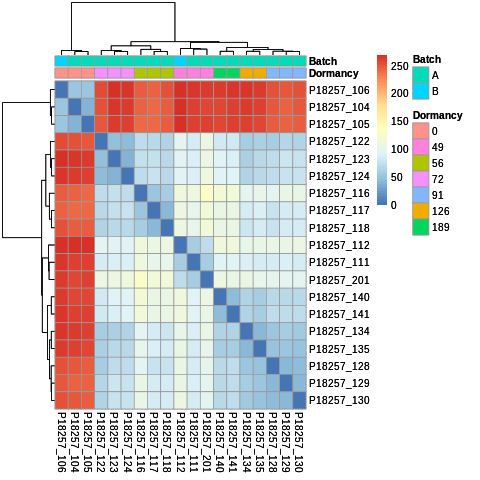 Batch
Dormancy
P18257_106
P18257_104
P18257_105
P18257_122
P18257_123
P18257_124
P18257_116
P18257_117
P18257_118
P18257_112
P18257_111
P18257_201
P18257_140
P18257_141
P18257_134
P18257_135
P18257_128
P18257_129
P18257_130
P18257_106
P18257_104
P18257_105
P18257_122
P18257_123
P18257_124
P18257_116
P18257_117
P18257_118
P18257_112
P18257_111
P18257_201
P18257_140
P18257_141
P18257_134
P18257_135
P18257_128
P18257_129
P18257_130
250
200
150
100
50
0
Batch
A
B
Dormancy
0
49
56
72
91
126
189